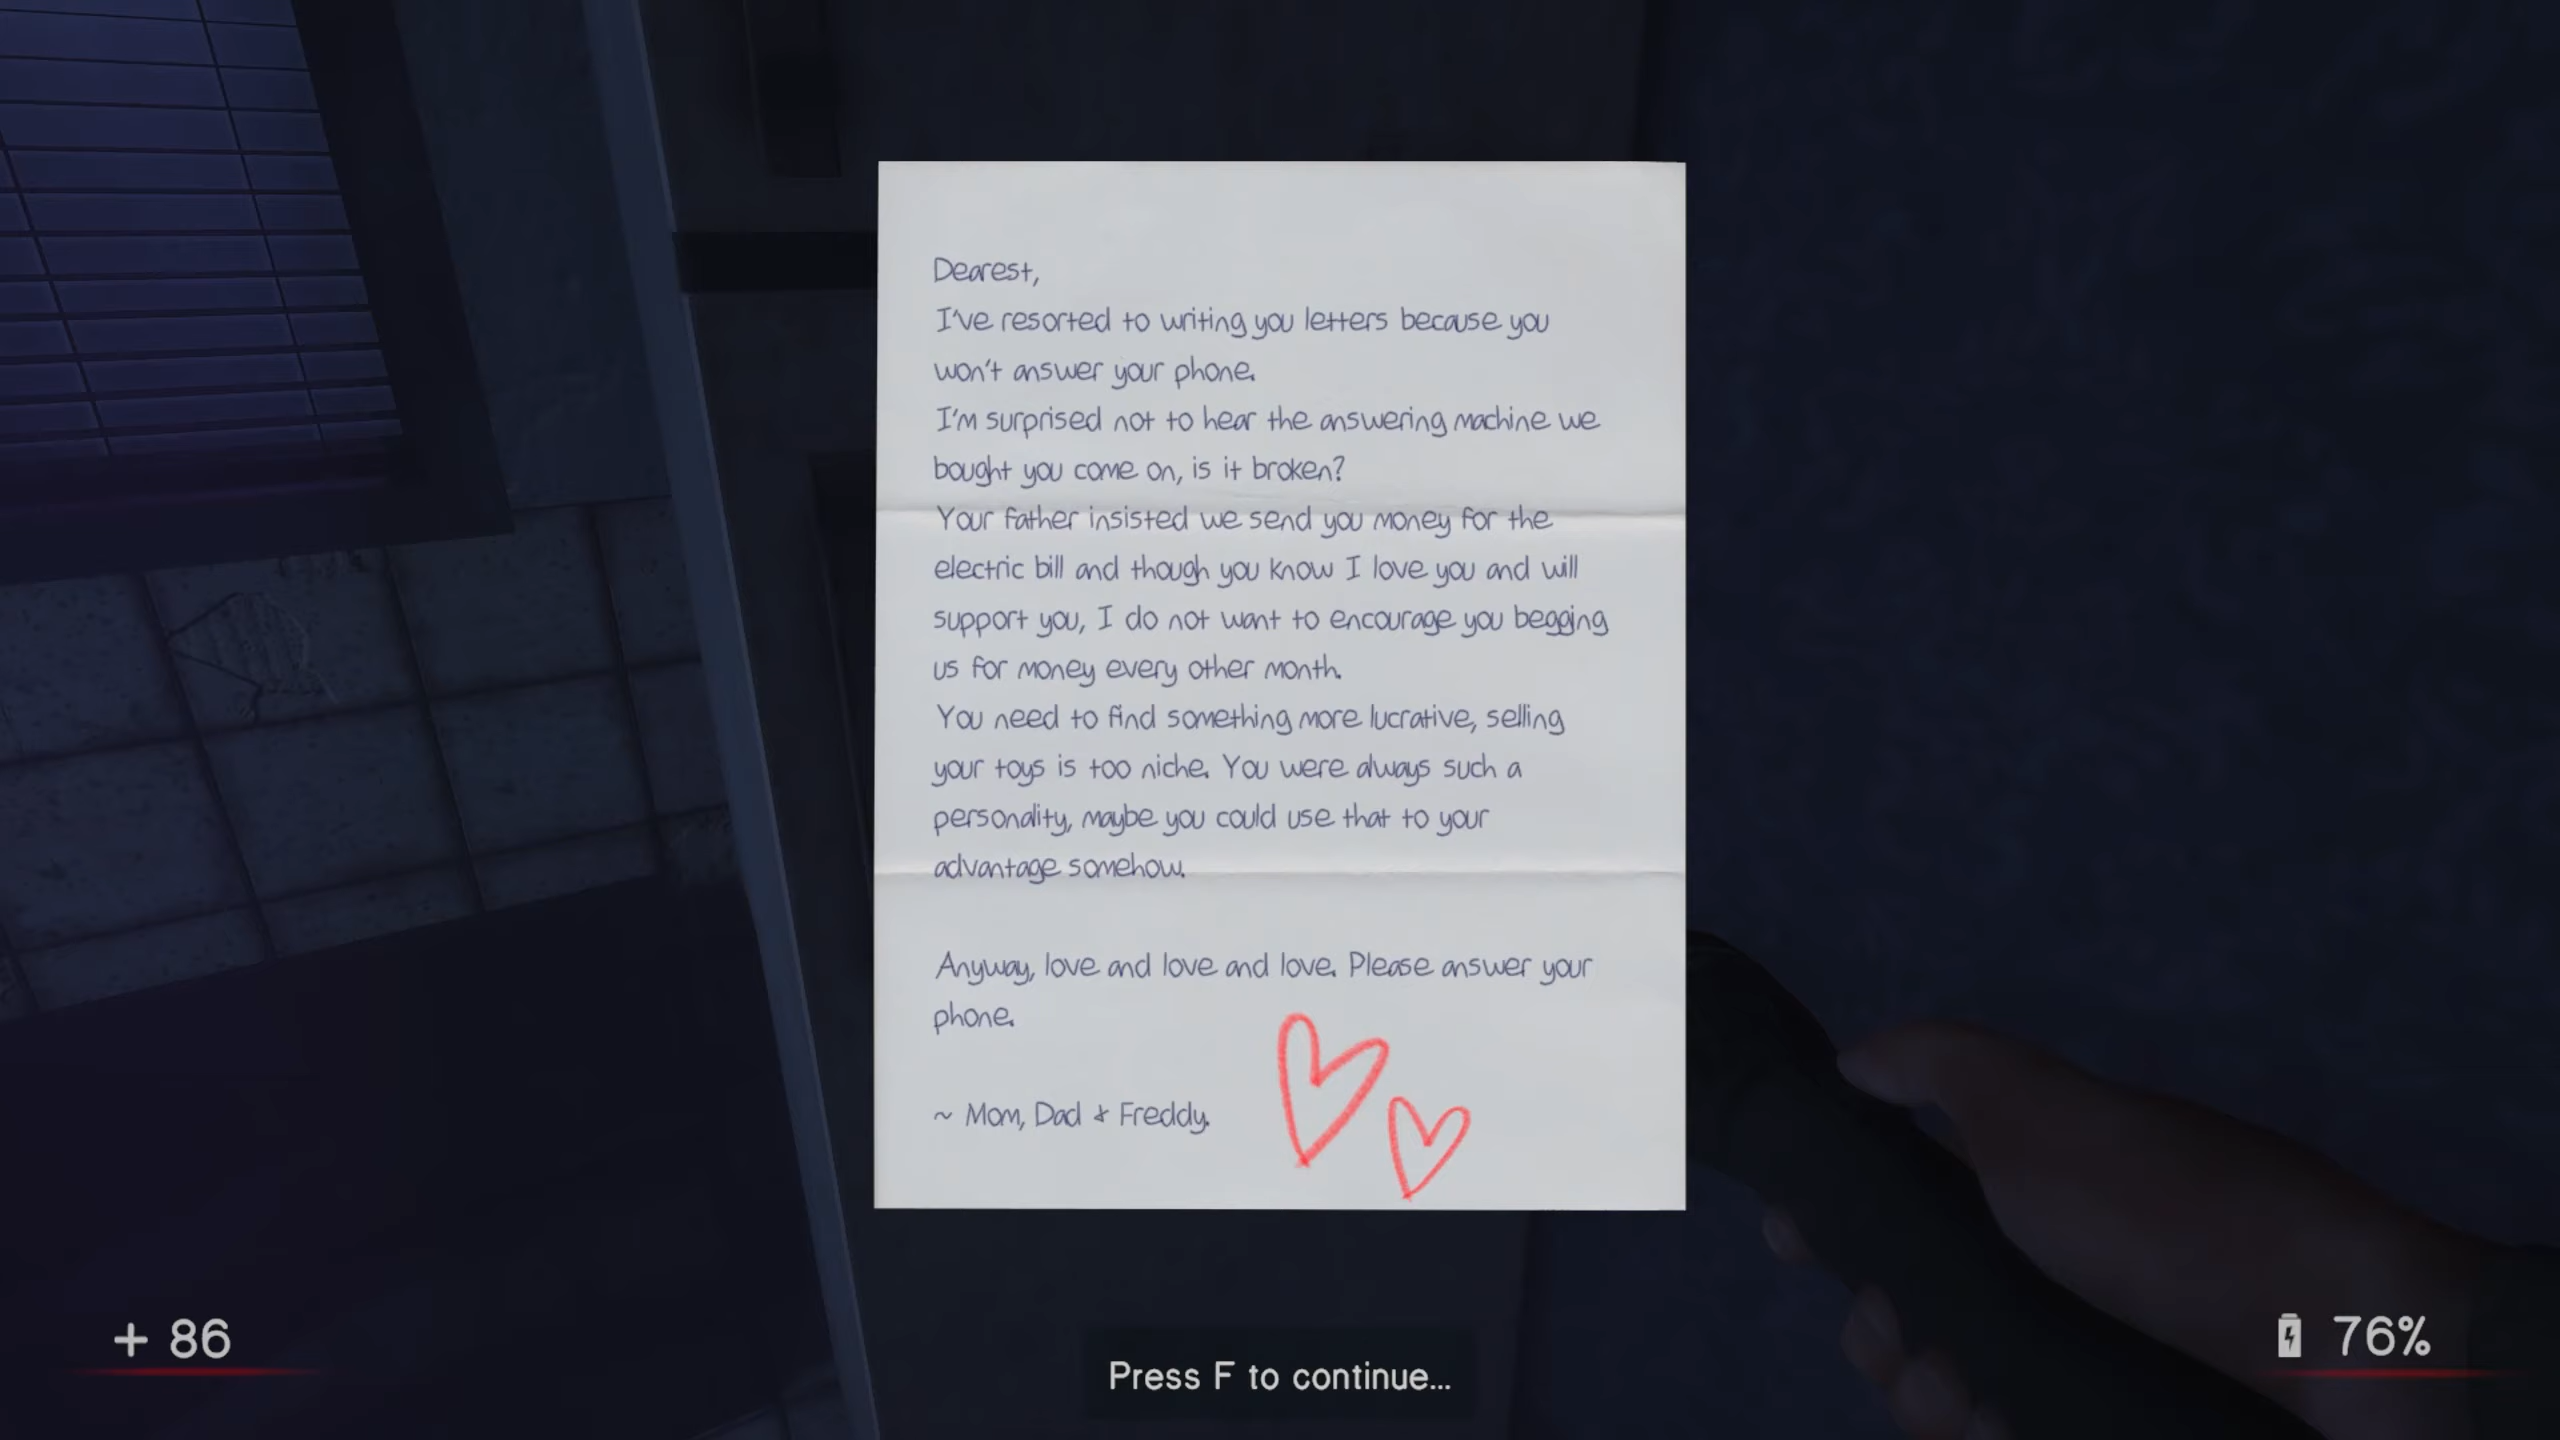 Dearest,
I've resorted to writing you letters because you
won't answer your phone.
I'm surprised not to hear the answering machine we
bought you come on, is it broken?
Your father insisted we send you money for the
electric bill and though you know I love you and will
support you, I do not want to encourage you begging
us for money every other month.
You need to find something more lucrative, selling
your toys is too niche. You were always such a
personality, maybe you could use that to your
advantage somehow.
Anyway, love and love and love. Please answer your
phone.
~ Mom, Dad & Freddy.
+ 86
76%
Press F to continue...